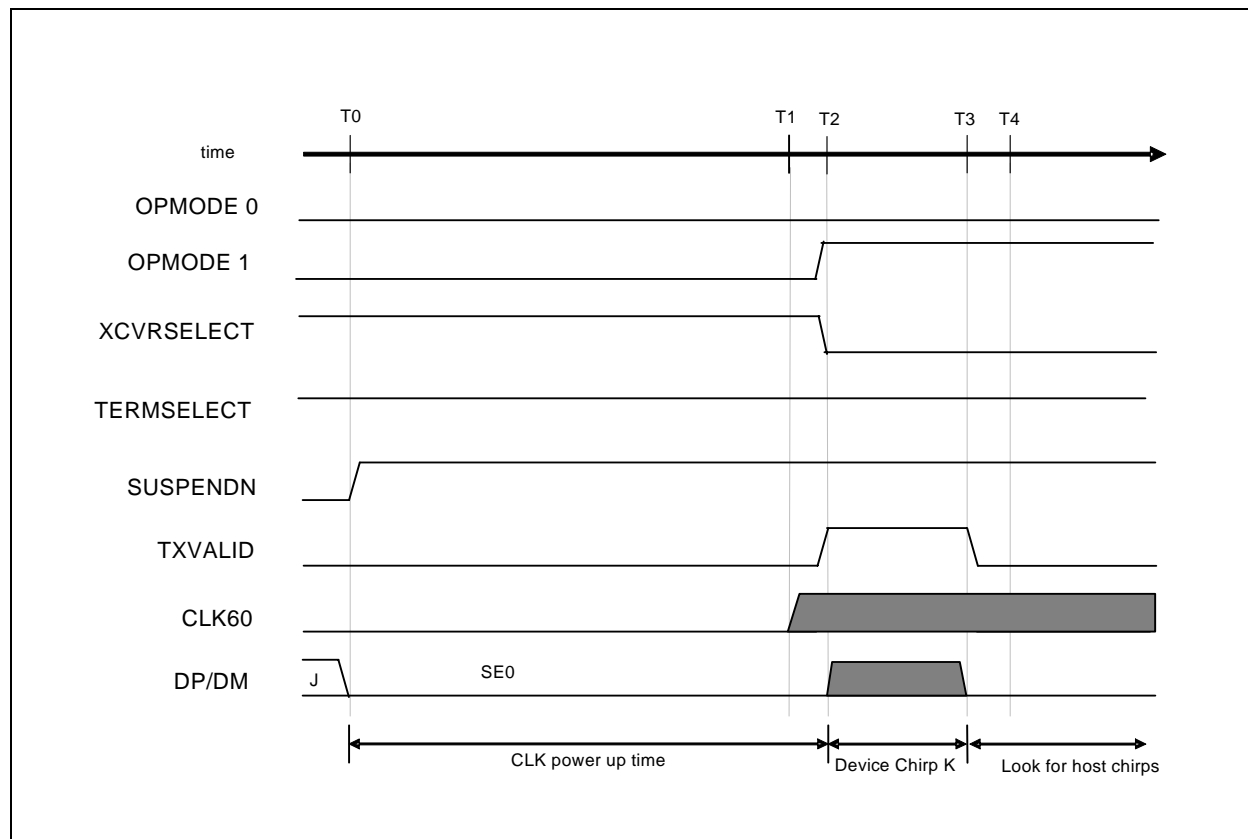 T0 T1 T2 T3 T4
time
OPMODE 0
OPMODE 1
XCVRSELECT
TERMSELECT
SUSPENDN
TXVALID
CLK60
DP/DM J SE0
CLK power up time Device Chirp K Look for host chirps